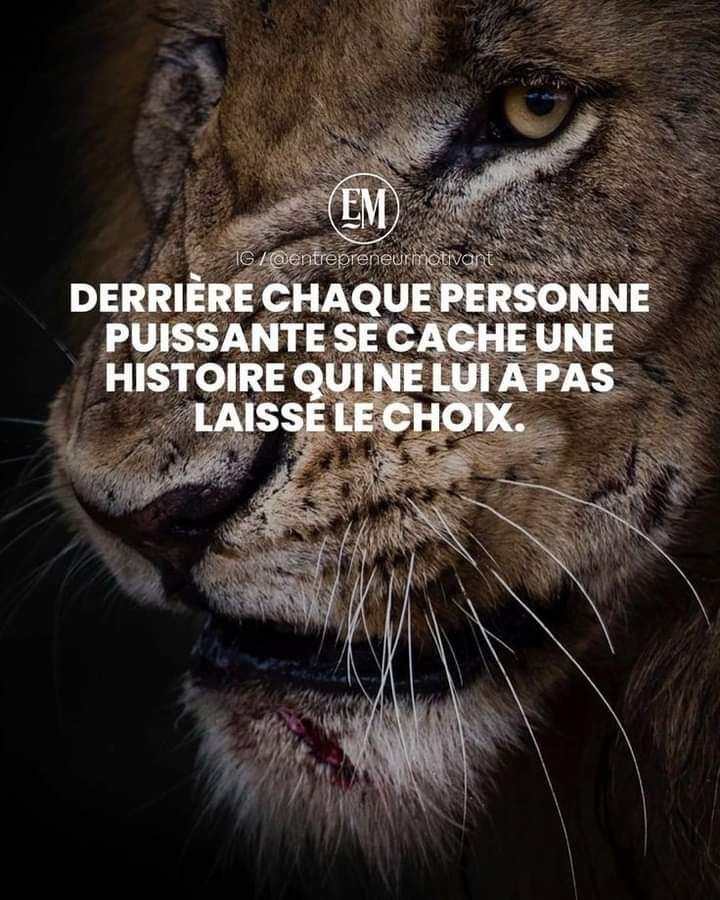 EM
IG / @entrepreneurmotivant
DERRIÈRE CHAQUE PERSONNE
PUISSANTE SE CACHE UNE
HISTOIRE QUI NE LUI A PAS
LAISSÉ LE CHOIX.